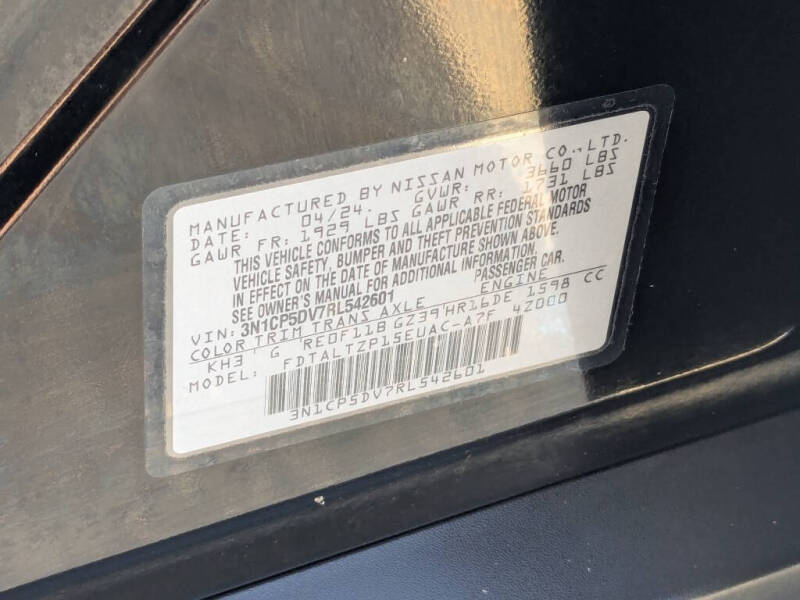 MANUFACTURED BY NISSAN MOTOR CO.,LTD.
DATE: 04/24. GVWR: 3660 LBS
GAWR FR: 1929 LBS GAWR RR: 1731 LBS
THIS VEHICLE CONFORMS TO ALL APPLICABLE FEDERAL MOTOR
VEHICLE SAFETY, BUMPER AND THEFT PREVENTION STANDARDS
IN EFFECT ON THE DATE OF MANUFACTURE SHOWN ABOVE.
SEE OWNER'S MANUAL FOR ADDITIONAL INFORMATION.
VIN: 3N1CP5DV7RL542601 PASSENGER CAR.
COLOR TRIM TRANS AXLE ENGINE
KH3 ' G ' RE0F11B GZ39'HR16DE 1598 CC
MODEL: FDTALTZP15EUAC-A7F 4Z000
3N1CP5DV7RL542601